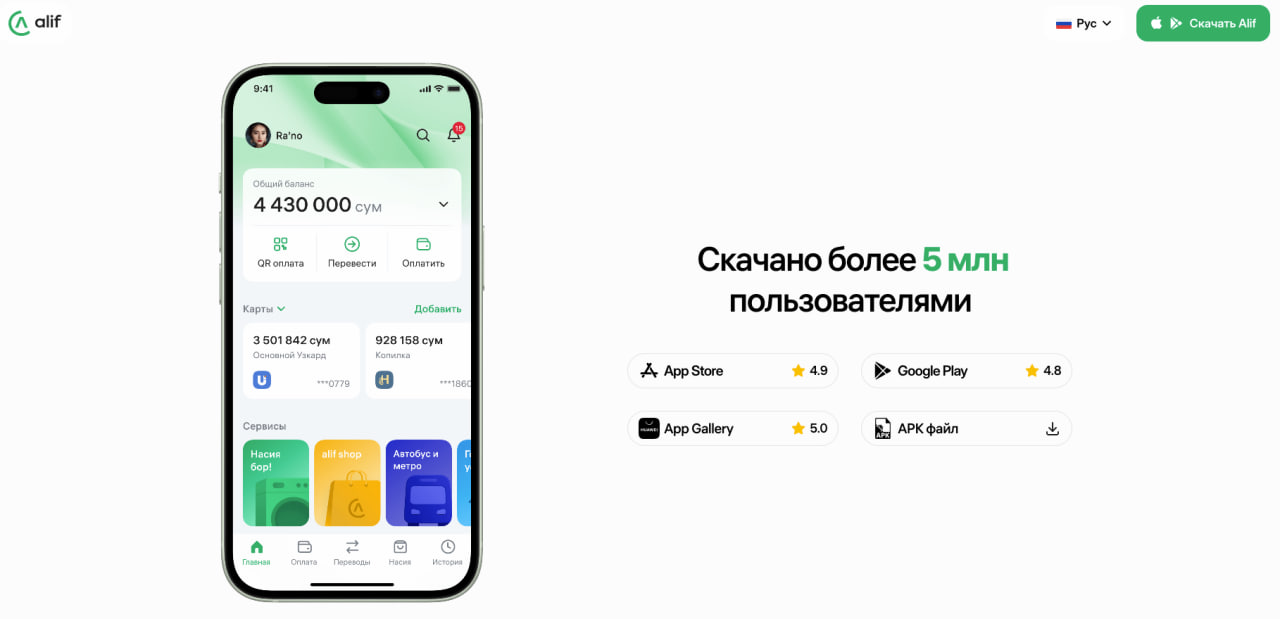 alif
Рус
Скачать Alif
9:41
Ra'no
15
Общий баланс
4 430 000 сум
QR оплата
Перевести
Оплатить
Карты
Добавить
3 501 842 сум
Основной Узкард
***0779
928 158 сум
Копилка
***1860
Сервисы
Насия
бор!
alif shop
Автобус и
метро
Главная
Оплата
Переводы
Насия
История
Скачано более 5 млн
пользователями
App Store
4.9
Google Play
4.8
HUAWEI
App Gallery
5.0
APK
APK файл